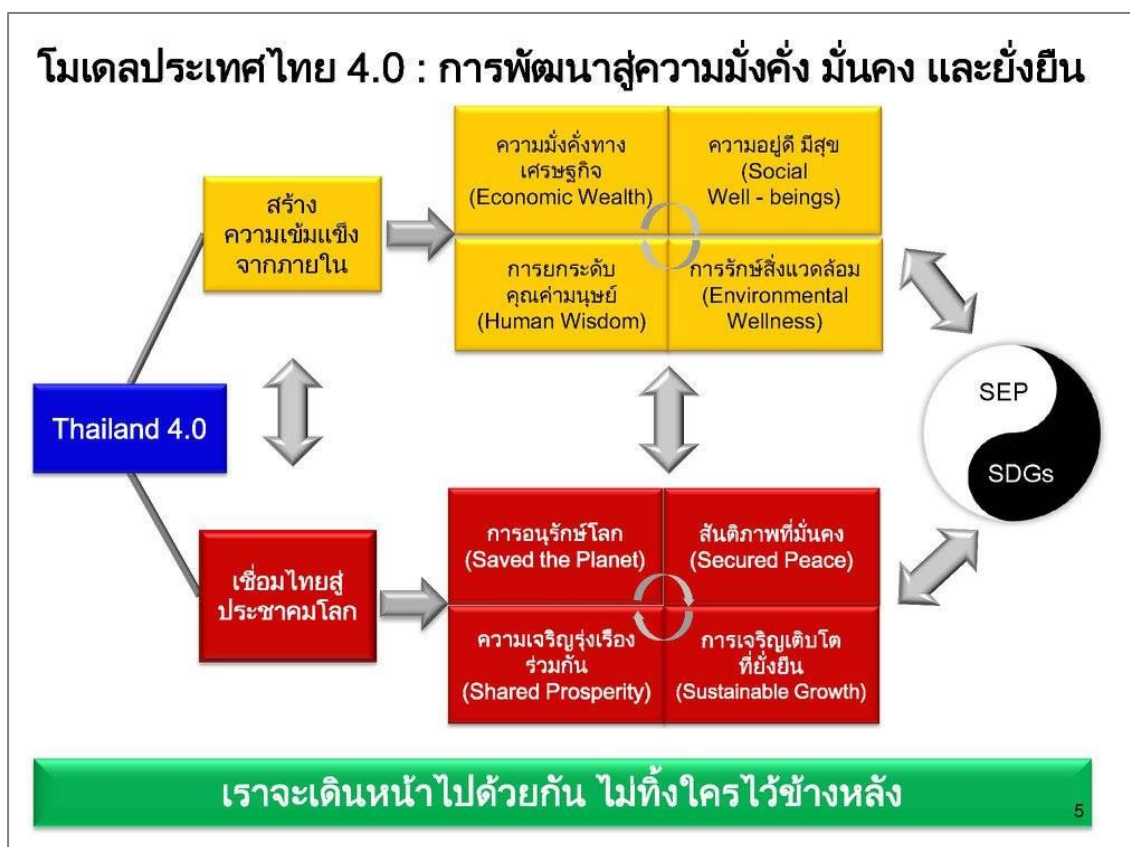 โมเดลประเทศไทย 4.0 : การพัฒนาสู่ความมั่งคั่ง มั่นคง และยั่งยืน
Thailand 4.0
สร้าง
ความเข้มแข็ง
จากภายใน
ความมั่งคั่งทาง
เศรษฐกิจ
(Economic Wealth)
ความอยู่ดี มีสุข
(Social
Well - beings)
การยกระดับ
คุณค่ามนุษย์
(Human Wisdom)
การรักษ์สิ่งแวดล้อม
(Environmental
Wellness)
เชื่อมไทยสู่
ประชาคมโลก
การอนุรักษ์โลก
(Saved the Planet)
สันติภาพที่มั่นคง
(Secured Peace)
ความเจริญรุ่งเรือง
ร่วมกัน
(Shared Prosperity)
การเจริญเติบโต
ที่ยั่งยืน
(Sustainable Growth)
SEP
SDGs
เราจะเดินหน้าไปด้วยกัน ไม่ทิ้งใครไว้ข้างหลัง
5